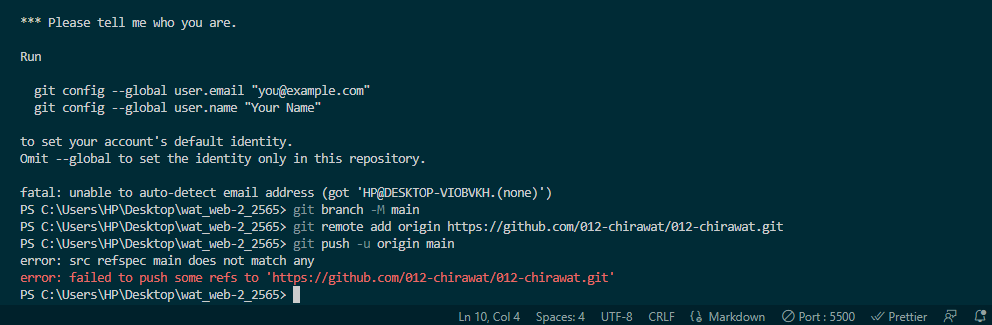 *** Please tell me who you are.
Run
git config --global user.email "you@example.com"
git config --global user.name "Your Name"
to set your account's default identity.
Omit --global to set the identity only in this repository.
fatal: unable to auto-detect email address (got 'HP@DESKTOP-VIOBVKH.(none)')
PS C:\Users\HP\Desktop\wat_web-2_2565> git branch -M main
PS C:\Users\HP\Desktop\wat_web-2_2565> git remote add origin https://github.com/012-chirawat/012-chirawat.git
PS C:\Users\HP\Desktop\wat_web-2_2565> git push -u origin main
error: src refspec main does not match any
error: failed to push some refs to 'https://github.com/012-chirawat/012-chirawat.git'
PS C:\Users\HP\Desktop\wat_web-2_2565>
Ln 10, Col 4 Spaces: 4 UTF-8 CRLF Markdown Port : 5500 Prettier